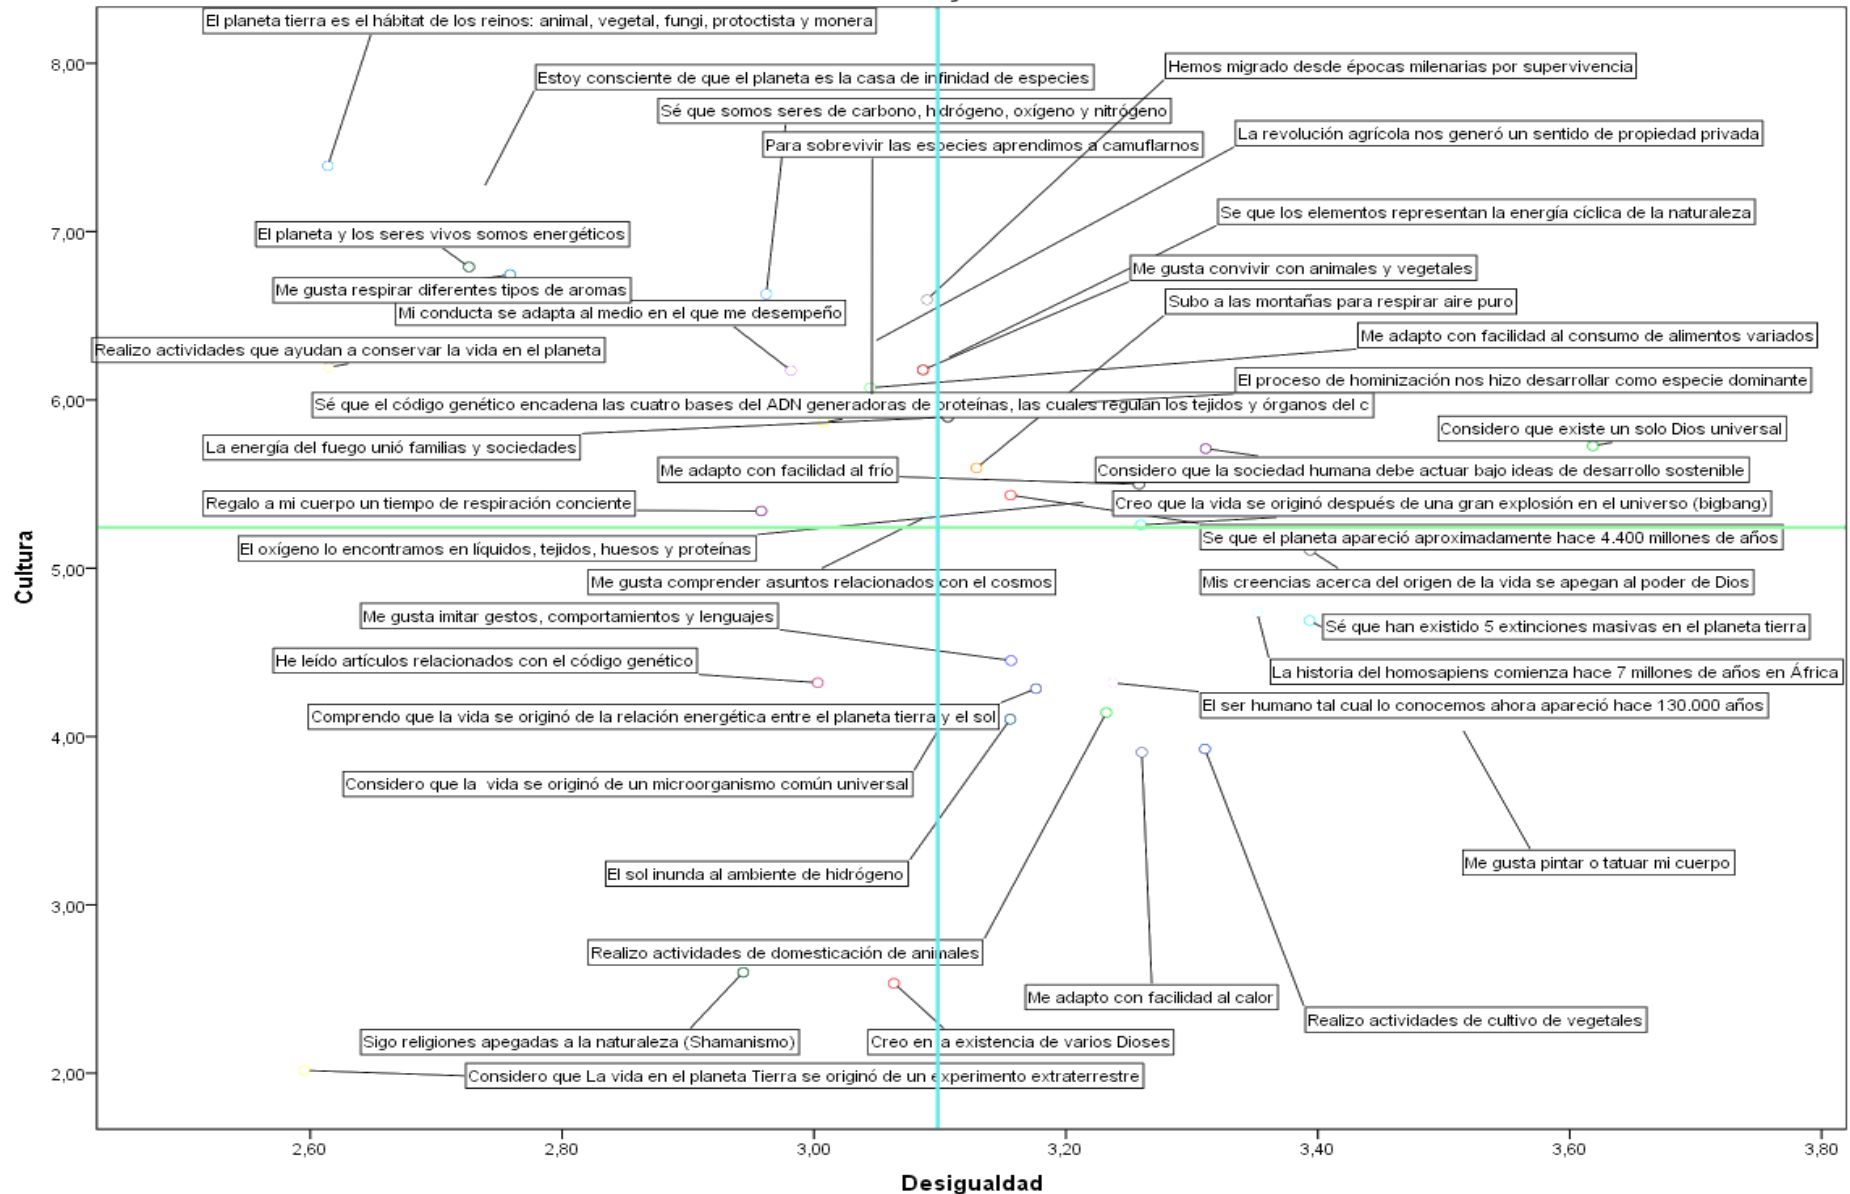 El planeta tierra es el hábitat de los reinos: animal, vegetal, fungi, protoctista y monera
8,00
Hemos migrado desde épocas milenarias por supervivencia
Estoy consciente de que el planeta es la casa de infinidad de especies
Sé que somos seres de carbono, hidrógeno, oxígeno y nitrógeno
La revolución agrícola nos generó un sentido de propiedad privada
Para sobrevivir las especies aprendimos a camuflarnos
Se que los elementos representan la energía cíclica de la naturaleza
7,00
El planeta y los seres vivos somos energéticos
Me gusta convivir con animales y vegetales
Me gusta respirar diferentes tipos de aromas
Subo a las montañas para respirar aire puro
Mi conducta se adapta al medio en el que me desempeño
Me adapto con facilidad al consumo de alimentos variados
Realizo actividades que ayudan a conservar la vida en el planeta
El proceso de hominización nos hizo desarrollar como especie dominante
6,00
Sé que el código genético encadena las cuatro bases del ADN generadoras de proteínas, las cuales regulan los tejidos y órganos del c
Considero que existe un solo Dios universal
La energía del fuego unió familias y sociedades
Me adapto con facilidad al frío
Considero que la sociedad humana debe actuar bajo ideas de desarrollo sostenible
Regalo a mi cuerpo un tiempo de respiración conciente
Creo que la vida se originó después de una gran explosión en el universo (bigbang)
Se que el planeta apareció aproximadamente hace 4.400 millones de años
El oxígeno lo encontramos en líquidos, tejidos, huesos y proteínas
Cultura
5,00
Me gusta comprender asuntos relacionados con el cosmos
Mis creencias acerca del origen de la vida se apegan al poder de Dios
Me gusta imitar gestos, comportamientos y lenguajes
Sé que han existido 5 extinciones masivas en el planeta tierra
He leído artículos relacionados con el código genético
La historia del homosapiens comienza hace 7 millones de años en África
El ser humano tal cual lo conocemos ahora apareció hace 130.000 años
Comprendo que la vida se originó de la relación energética entre el planeta tierra y el sol
4,00
Considero que la  vida se originó de un microorganismo común universal
Me gusta pintar o tatuar mi cuerpo
El sol inunda al ambiente de hidrógeno
3,00
Realizo actividades de domesticación de animales
Me adapto con facilidad al calor
Realizo actividades de cultivo de vegetales
Sigo religiones apegadas a la naturaleza (Shamanismo)
Creo en la existencia de varios Dioses
2,00
Considero que La vida en el planeta Tierra se originó de un experimento extraterrestre
2,60
2,80
3,00
3,20
3,40
3,60
3,80
Desigualdad